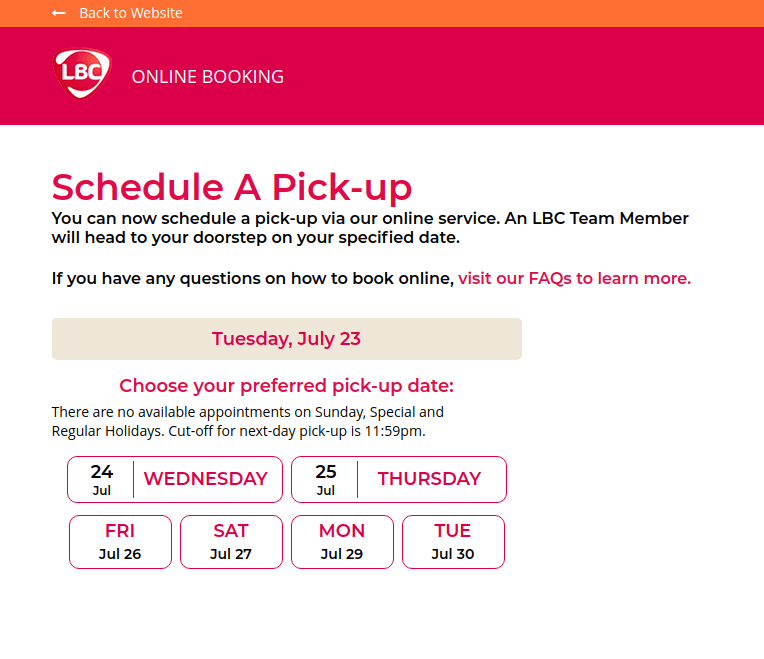 ← Back to Website
LBC
ONLINE BOOKING
Schedule A Pick-up
You can now schedule a pick-up via our online service. An LBC Team Member
will head to your doorstep on your specified date.
If you have any questions on how to book online, visit our FAQs to learn more.
Tuesday, July 23
Choose your preferred pick-up date:
There are no available appointments on Sunday, Special and
Regular Holidays. Cut-off for next-day pick-up is 11:59pm.
24 Jul WEDNESDAY
25 Jul THURSDAY
FRI
Jul 26
SAT
Jul 27
MON
Jul 29
TUE
Jul 30